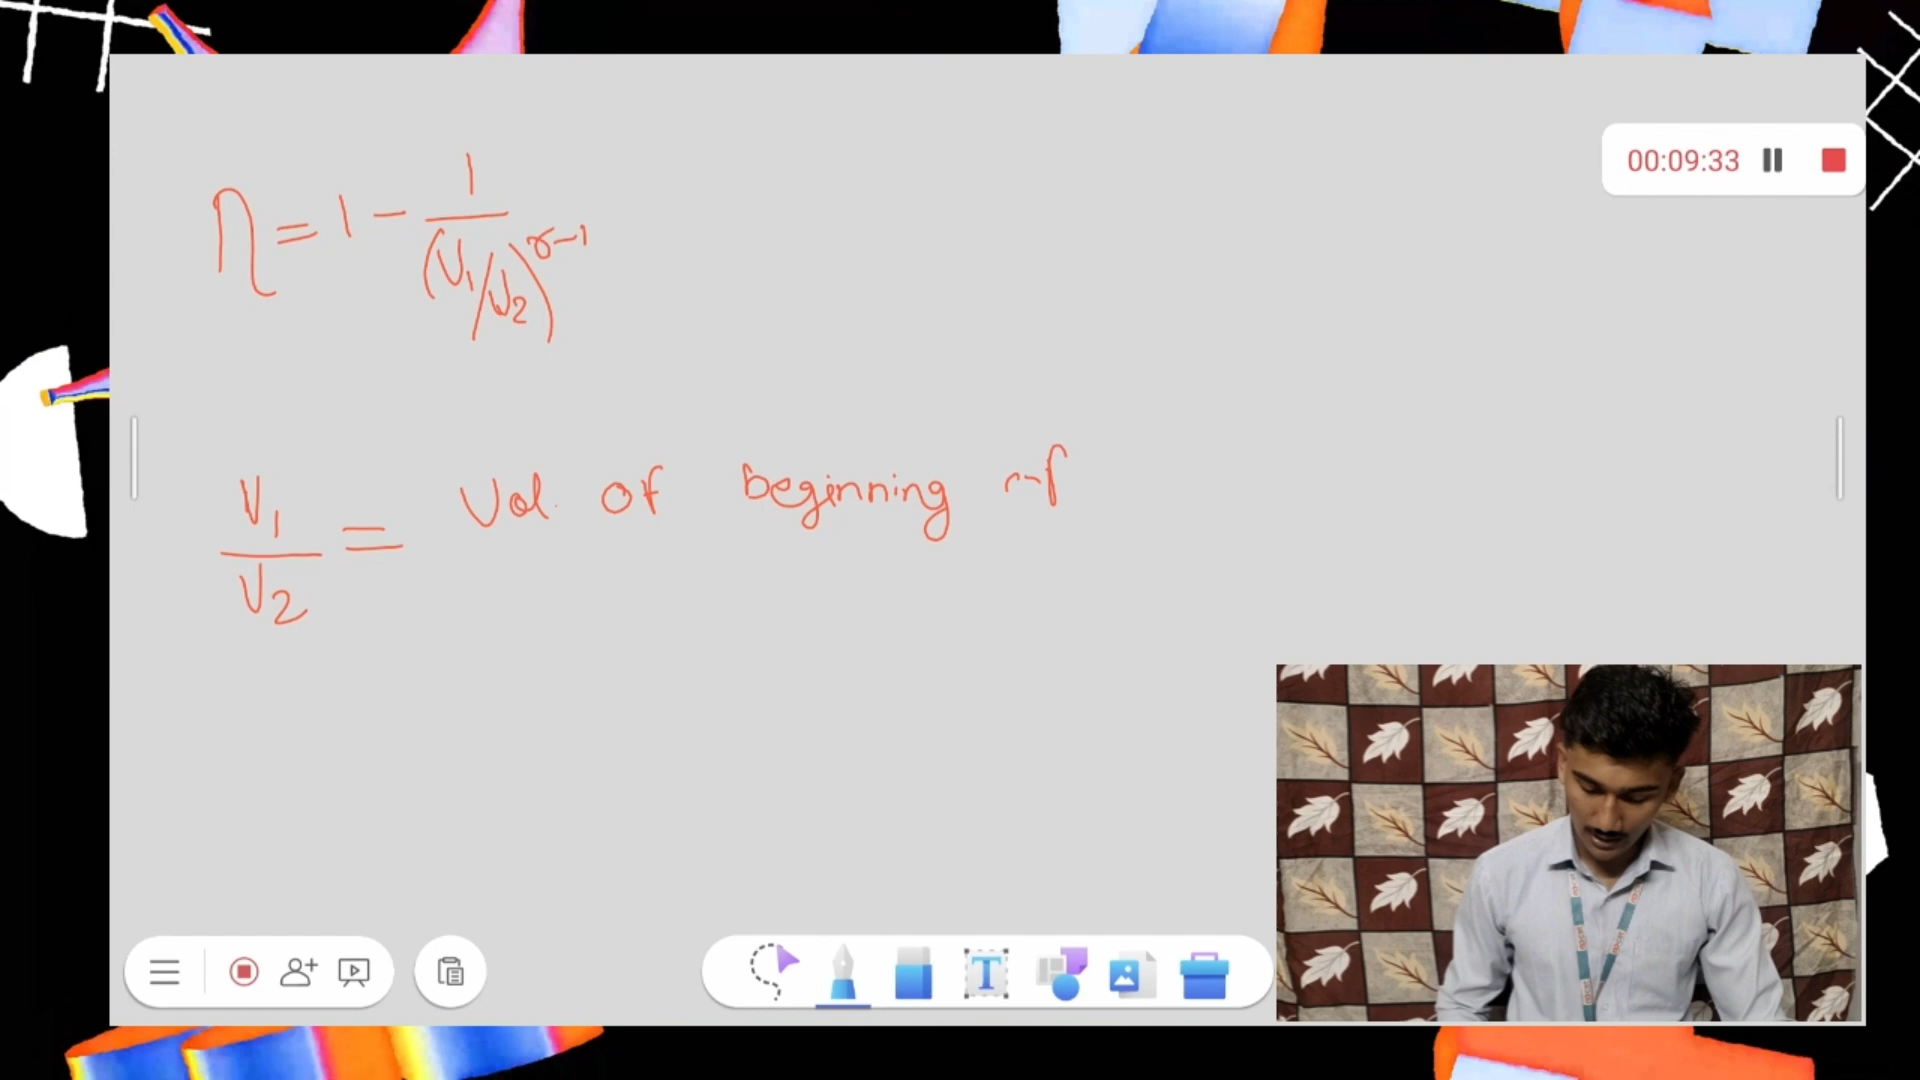 00:09:33
η = 1 - 1/(V₁/V₂)^γ-1
V₁/V₂ = Vol. of beginning of
T